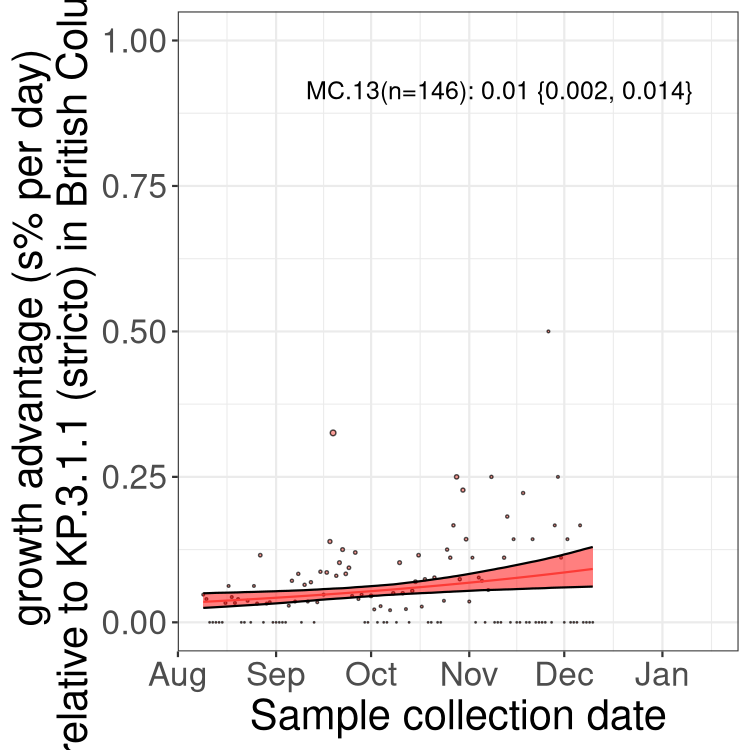 growth advantage (s% per day)
relative to KP.3.1.1 (stricto) in British Colu
1.00
0.75
0.50
0.25
0.00
MC.13(n=146): 0.01 {0.002, 0.014}
Aug Sep Oct Nov Dec Jan
Sample collection date